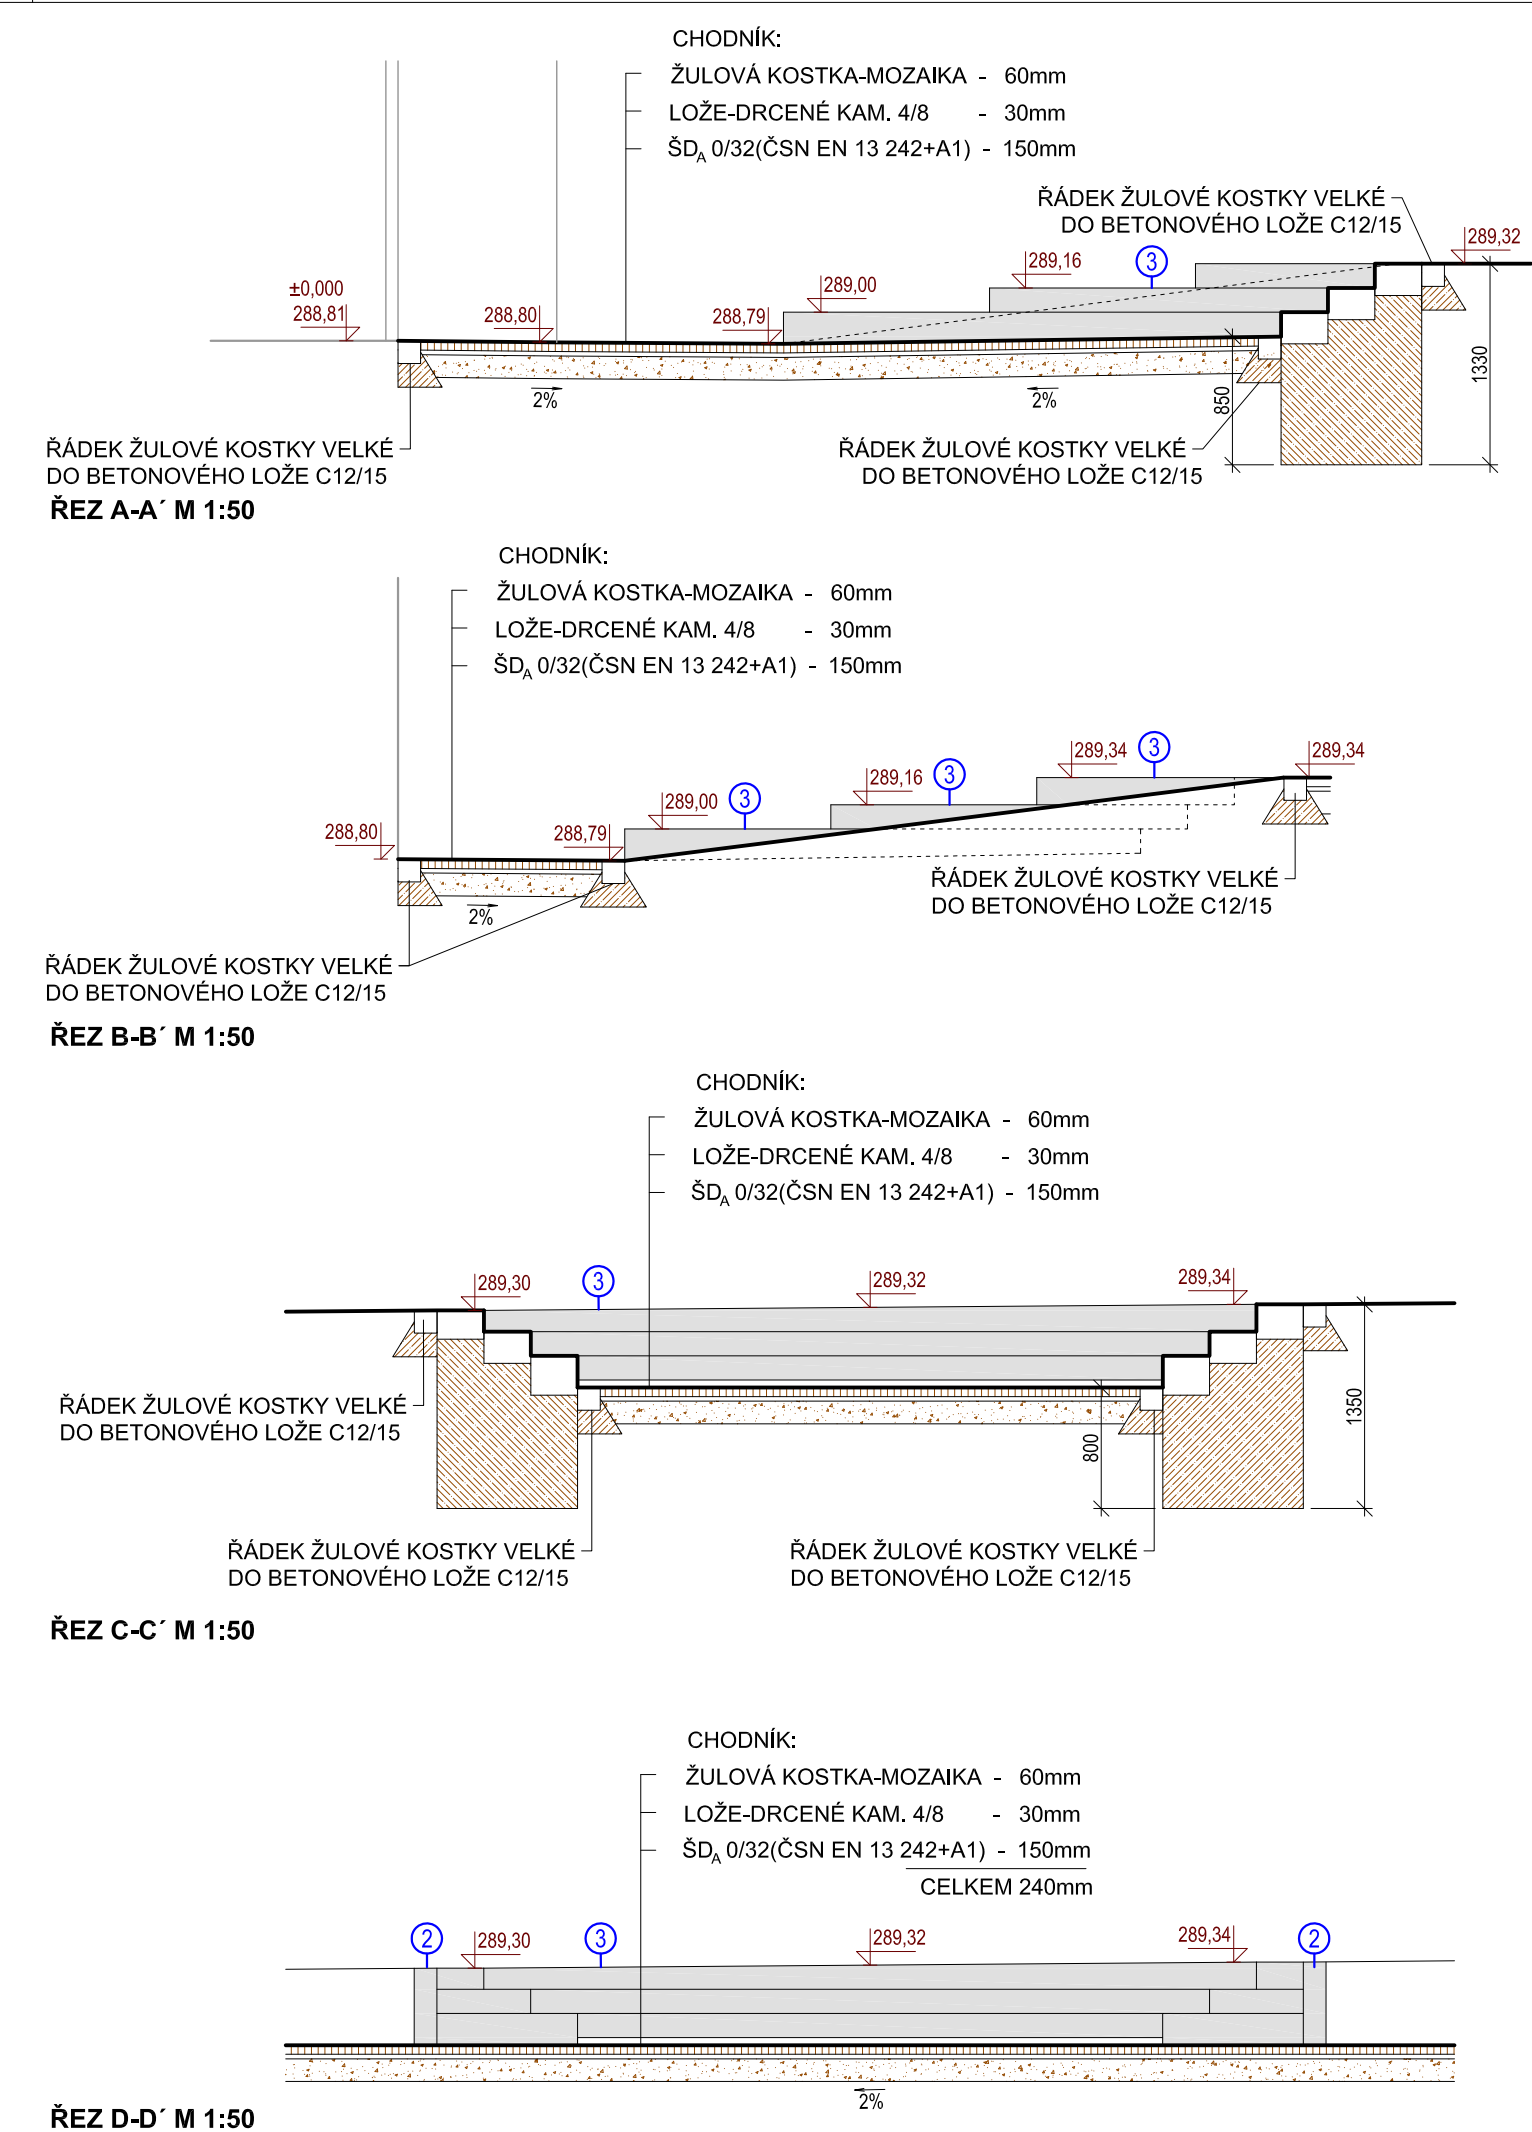 CHODNÍK:
ŽULOVÁ KOSTKA-MOZAIKA - 60mm
LOŽE-DRCENÉ KAM. 4/8 - 30mm
ŠDA 0/32(ČSN EN 13 242+A1) - 150mm
ŘÁDEK ŽULOVÉ KOSTKY VELKÉ
DO BETONOVÉHO LOŽE C12/15
289,32
289,16
3
289,00
±0,000
288,81
288,80
288,79
1330
850
2%
2%
ŘÁDEK ŽULOVÉ KOSTKY VELKÉ
DO BETONOVÉHO LOŽE C12/15
ŘÁDEK ŽULOVÉ KOSTKY VELKÉ
DO BETONOVÉHO LOŽE C12/15
ŘEZ A-A´ M 1:50
CHODNÍK:
ŽULOVÁ KOSTKA-MOZAIKA - 60mm
LOŽE-DRCENÉ KAM. 4/8 - 30mm
ŠDA 0/32(ČSN EN 13 242+A1) - 150mm
289,34
3
289,34
289,16
3
289,00
3
288,80
288,79
2%
ŘÁDEK ŽULOVÉ KOSTKY VELKÉ
DO BETONOVÉHO LOŽE C12/15
ŘÁDEK ŽULOVÉ KOSTKY VELKÉ
DO BETONOVÉHO LOŽE C12/15
ŘEZ B-B´ M 1:50
CHODNÍK:
ŽULOVÁ KOSTKA-MOZAIKA - 60mm
LOŽE-DRCENÉ KAM. 4/8 - 30mm
ŠDA 0/32(ČSN EN 13 242+A1) - 150mm
289,30
3
289,32
289,34
1350
800
ŘÁDEK ŽULOVÉ KOSTKY VELKÉ
DO BETONOVÉHO LOŽE C12/15
ŘÁDEK ŽULOVÉ KOSTKY VELKÉ
DO BETONOVÉHO LOŽE C12/15
ŘÁDEK ŽULOVÉ KOSTKY VELKÉ
DO BETONOVÉHO LOŽE C12/15
ŘEZ C-C´ M 1:50
CHODNÍK:
ŽULOVÁ KOSTKA-MOZAIKA - 60mm
LOŽE-DRCENÉ KAM. 4/8 - 30mm
ŠDA 0/32(ČSN EN 13 242+A1) - 150mm
CELKEM 240mm
2
289,30
3
289,32
289,34
2
2%
ŘEZ D-D´ M 1:50